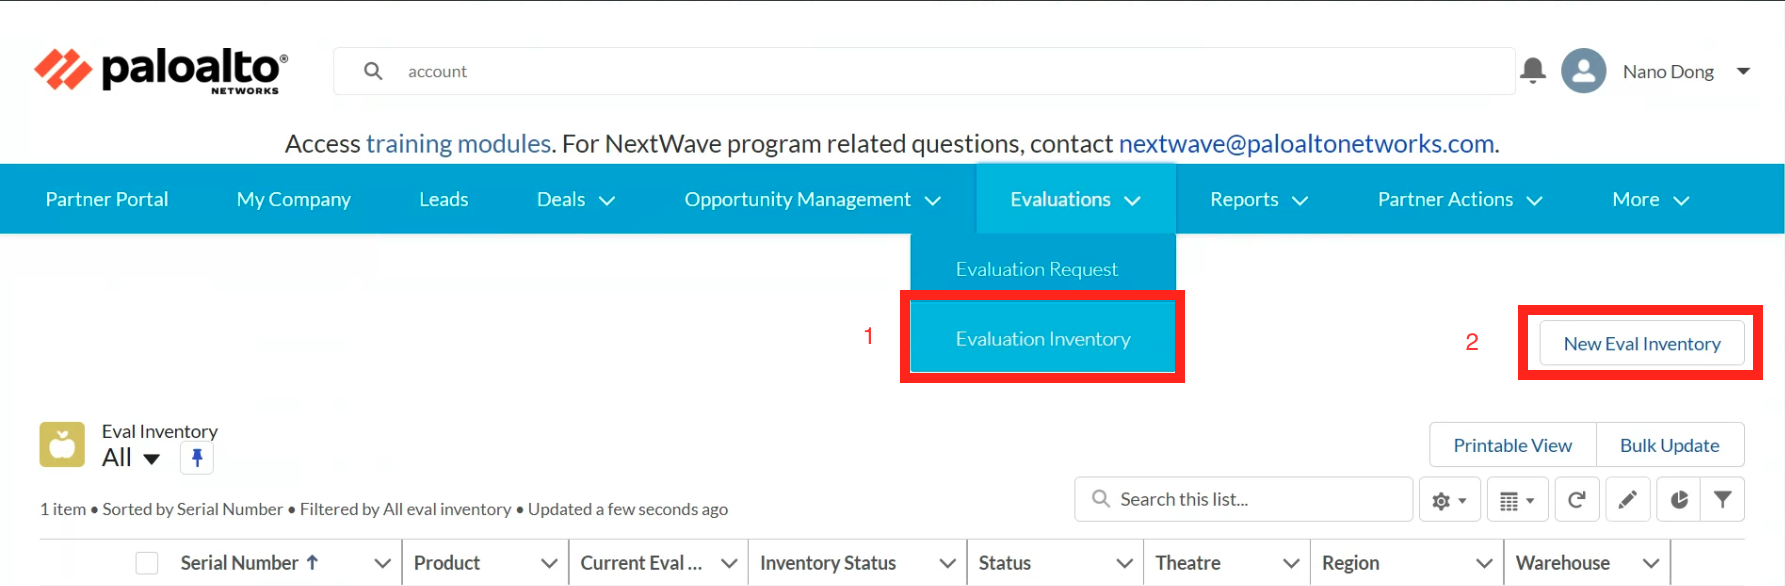 paloalto®
NETWORKS
account
Nano Dong
Access training modules. For NextWave program related questions, contact nextwave@paloaltonetworks.com.
Partner Portal My Company Leads Deals Opportunity Management Evaluations Reports Partner Actions More
Evaluation Request
1 Evaluation Inventory 2 New Eval Inventory
Eval Inventory
All
Printable View Bulk Update
1 item • Sorted by Serial Number • Filtered by All eval inventory • Updated a few seconds ago
Search this list...
Serial Number Product Current Eval ... Inventory Status Status Theatre Region Warehouse